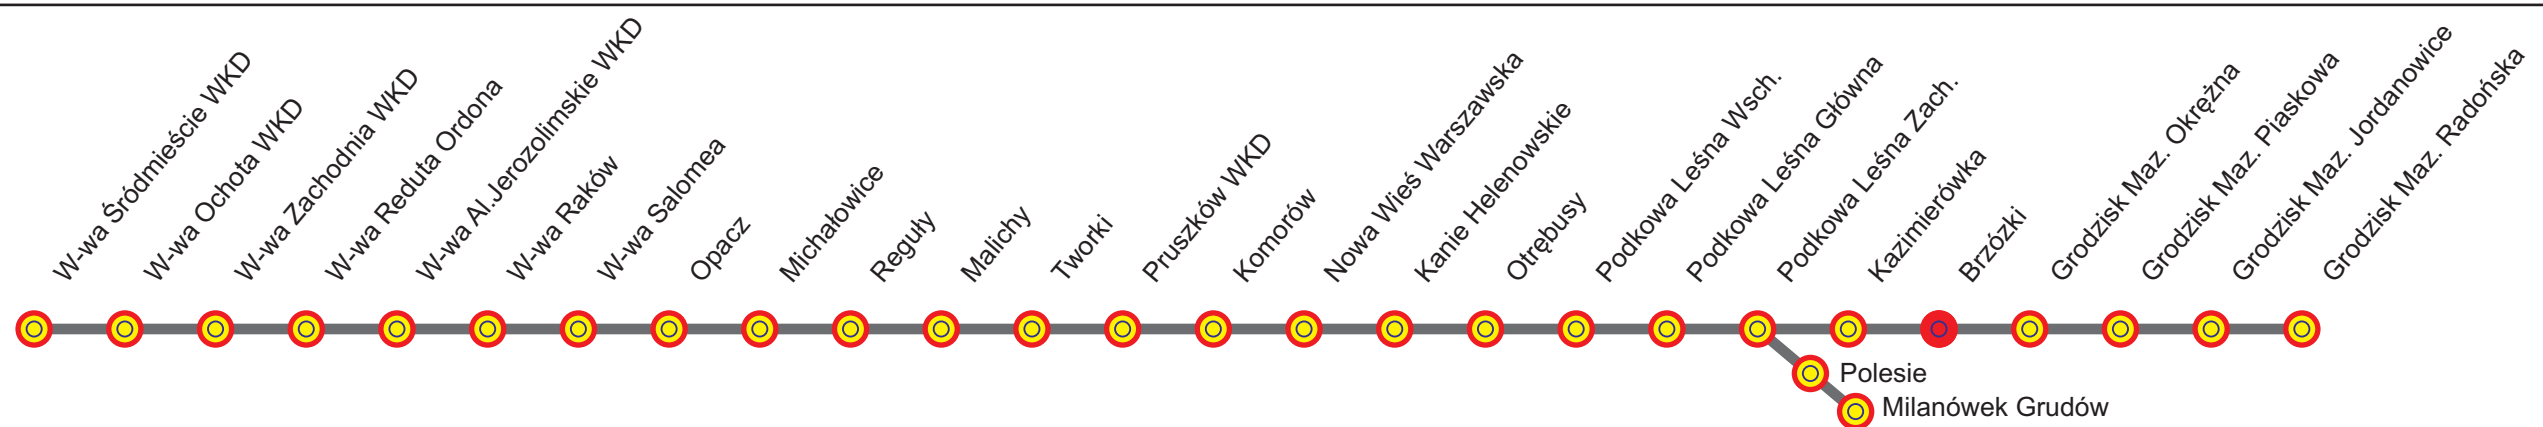 W-wa Śródmieście WKD
W-wa Ochota WKD
W-wa Zachodnia WKD
W-wa Reduta Ordona
W-wa Al.Jerozolimskie WKD
W-wa Raków
W-wa Salomea
Opacz
Michałowice
Reguły
Malichy
Tworki
Pruszków WKD
Komorów
Nowa Wieś Warszawska
Kanie Helenowskie
Otrębusy
Podkowa Leśna Wsch.
Podkowa Leśna Główna
Podkowa Leśna Zach.
Kazimierówka
Brzózki
Grodzisk Maz. Okrężna
Grodzisk Maz. Piaskowa
Grodzisk Maz. Jordanowice
Grodzisk Maz. Radońska
Polesie
Milanówek Grudów